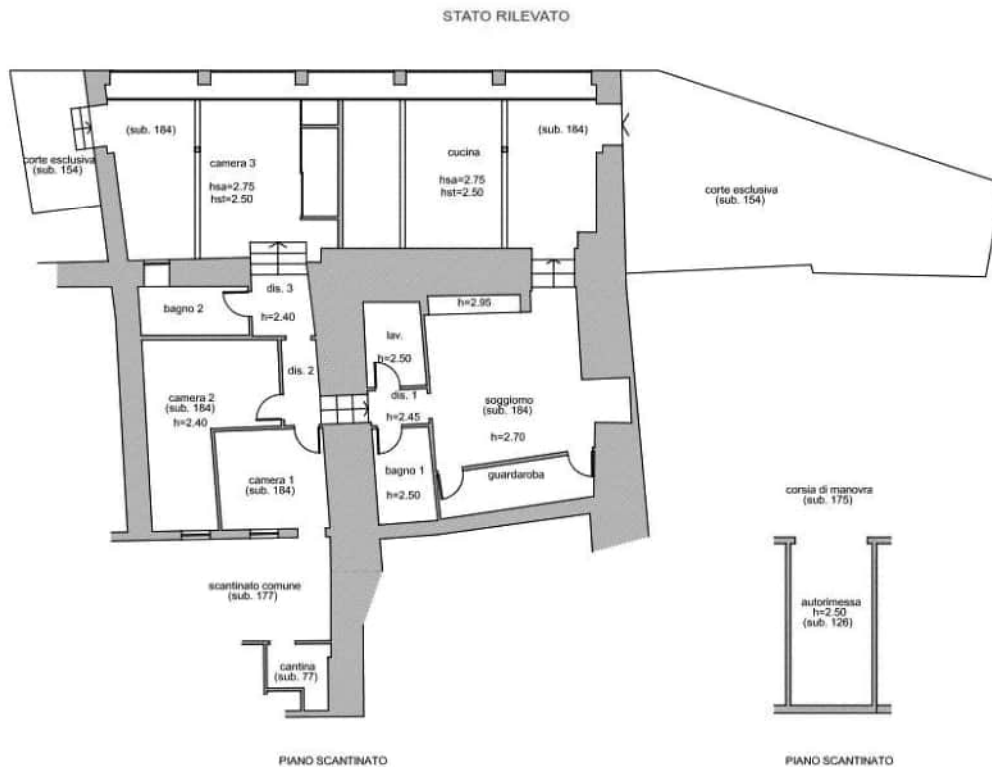 STATO RILEVATO
(sub. 184)
(sub. 184)
corte esclusiva
(sub. 154)
camera 3
hsa=2.75
hst=2.50
cucina
hsa=2.75
hst=2.50
corte esclusiva
(sub. 154)
bagno 2
dis. 3
h=2.40
h=2.95
lav.
h=2.50
dis. 2
camera 2
(sub. 184)
h=2.40
dis. 1
h=2.45
soggiorno
(sub. 184)
h=2.70
camera 1
(sub. 184)
bagno 1
h=2.50
guardaroba
corsia di manovra
(sub. 175)
scantinato comune
(sub. 177)
autorimessa
h=2.50
(sub. 126)
cantina
(sub. 77)
PIANO SCANTINATO
PIANO SCANTINATO